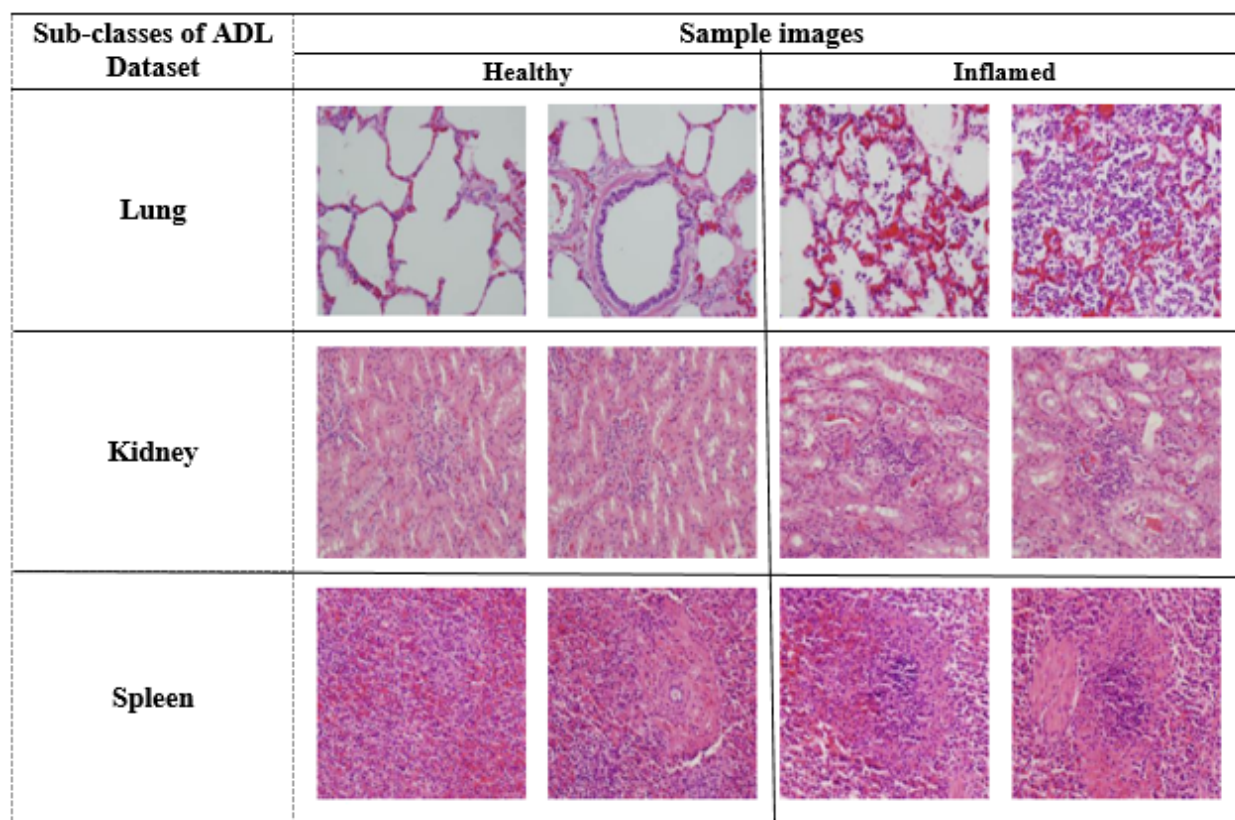 Sub-classes of ADL
Dataset
Sample images
Healthy
Inflamed
Lung
Kidney
Spleen